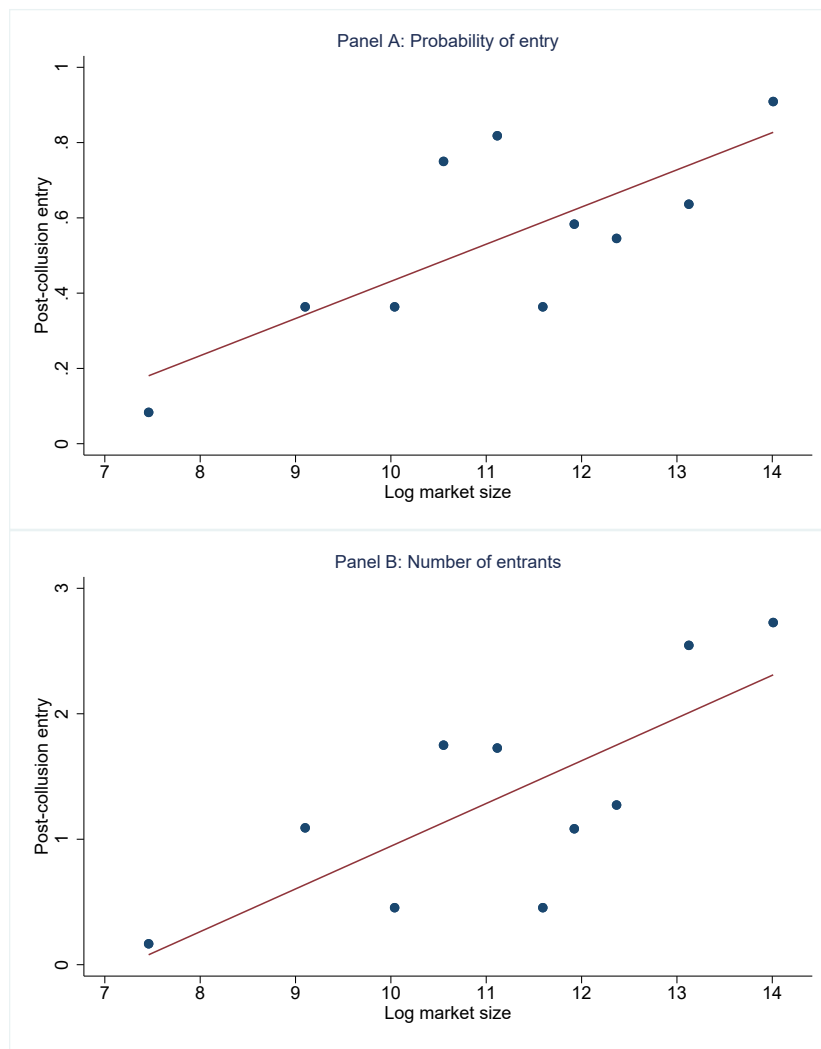 Panel A: Probability of entry
Post-collusion entry
1
.8
.6
.4
.2
0
7 8 9 10 11 12 13 14
Log market size
Panel B: Number of entrants
Post-collusion entry
3
2
1
0
7 8 9 10 11 12 13 14
Log market size